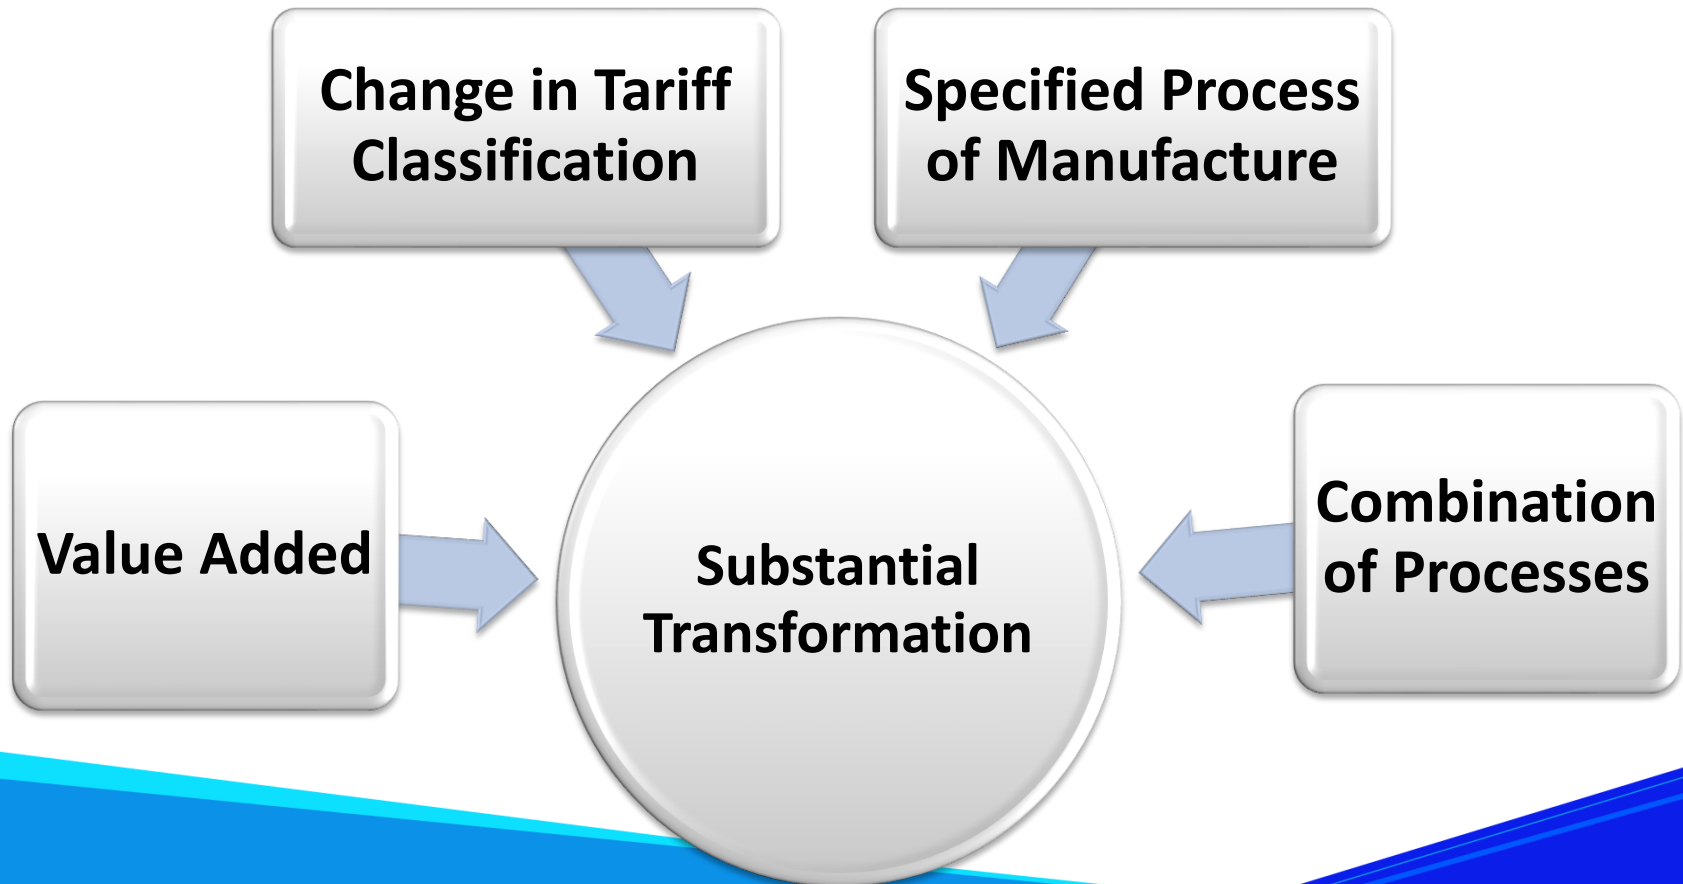 Change in Tariff
Classification
Specified Process
of Manufacture
Value Added
Substantial
Transformation
Combination
of Processes